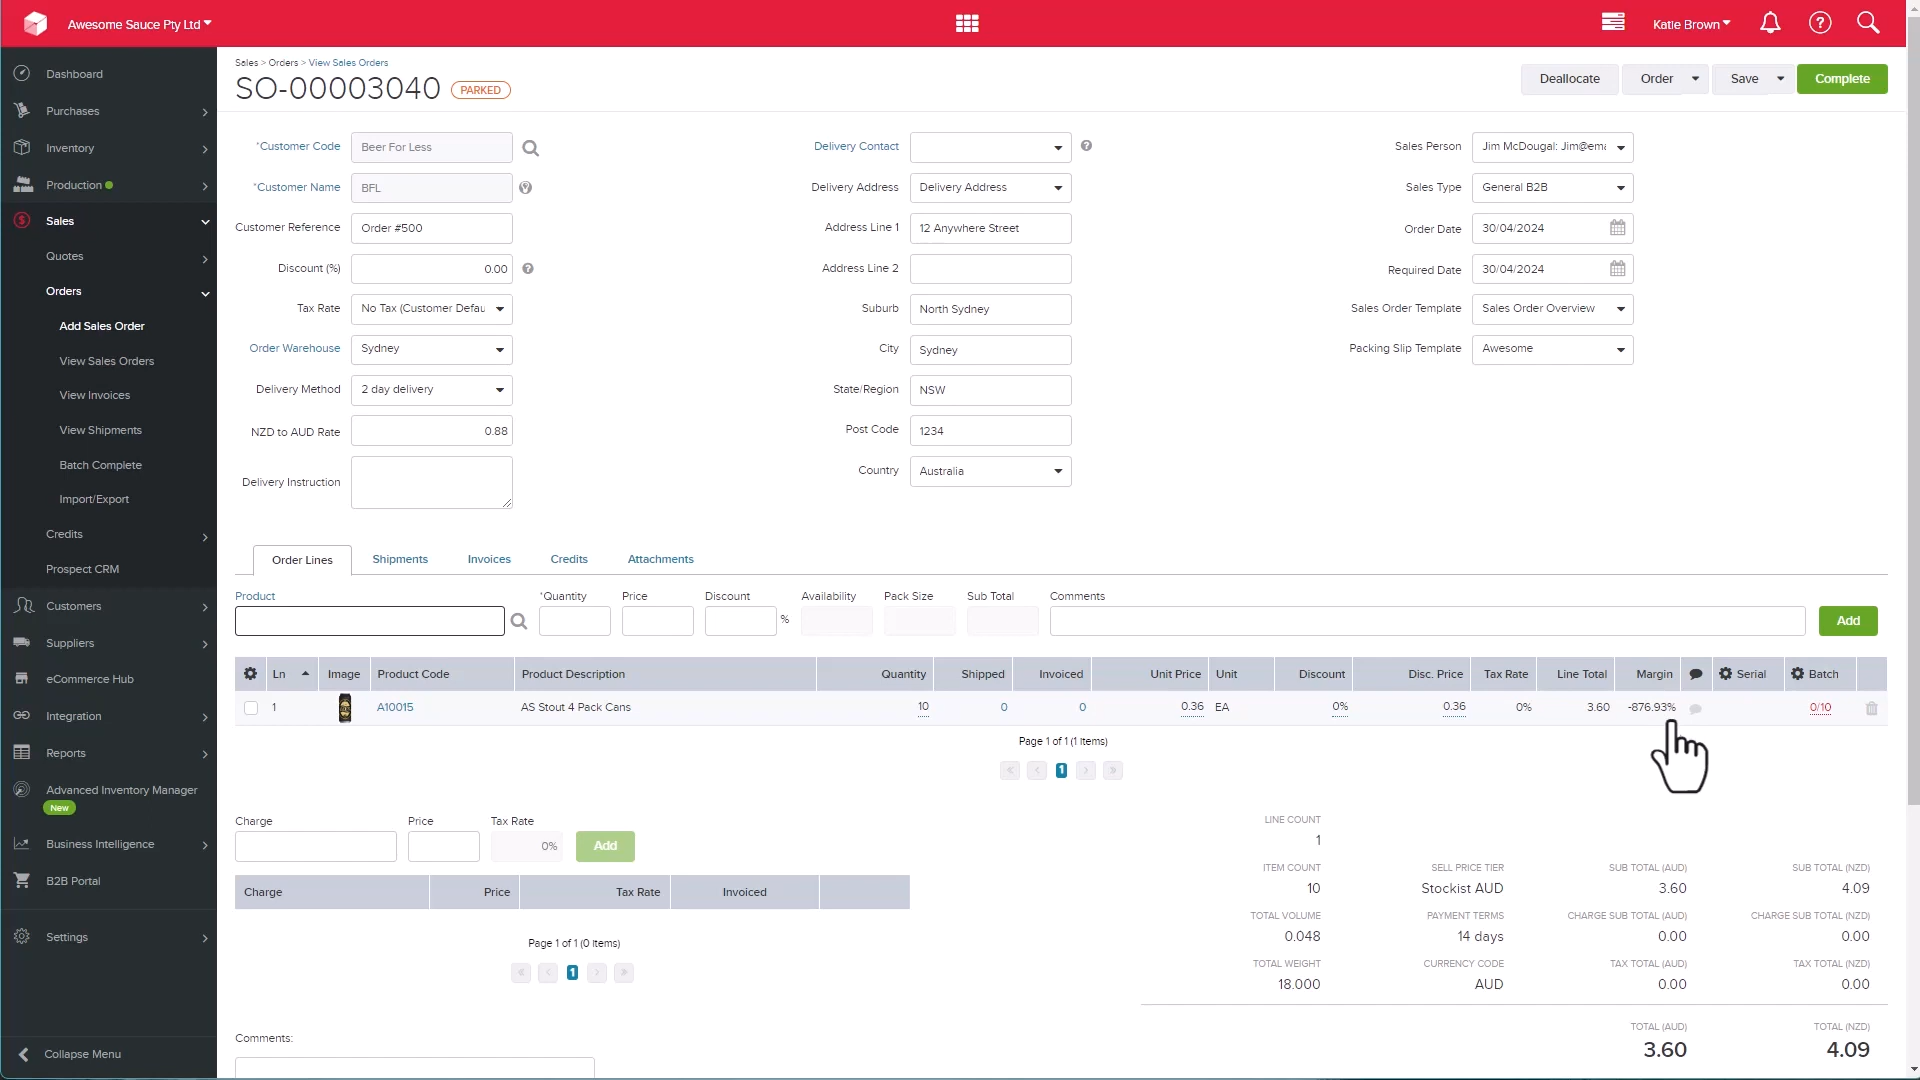 Awesome Sauce Pty Ltd
Katie Brown
Dashboard
Purchases
Inventory
Production
Sales
Quotes
Orders
Add Sales Order
View Sales Orders
View Invoices
View Shipments
Batch Complete
Import/Export
Credits
Prospect CRM
Customers
Suppliers
eCommerce Hub
Integration
Reports
Advanced Inventory Manager
New
Business Intelligence
B2B Portal
Settings
Collapse Menu
Sales > Orders > View Sales Orders
SO-00003040 PARKED
Deallocate Order Save Complete
*Customer Code Beer For Less
*Customer Name BFL
Customer Reference Order #500
Discount (%) 0.00
Tax Rate No Tax (Customer Defau
Order Warehouse Sydney
Delivery Method 2 day delivery
NZD to AUD Rate 0.88
Delivery Instruction
Delivery Contact
Delivery Address Delivery Address
Address Line 1 12 Anywhere Street
Address Line 2
Suburb North Sydney
City Sydney
State/Region NSW
Post Code 1234
Country Australia
Sales Person Jim McDougal: Jim@ema
Sales Type General B2B
Order Date 30/04/2024
Required Date 30/04/2024
Sales Order Template Sales Order Overview
Packing Slip Template Awesome
Order Lines Shipments Invoices Credits Attachments
Product *Quantity Price Discount Availability Pack Size Sub Total Comments
% Add
Ln Image Product Code Product Description Quantity Shipped Invoiced Unit Price Unit Discount Disc. Price Tax Rate Line Total Margin Serial Batch
1 A10015 AS Stout 4 Pack Cans 10 0 0 0.36 EA 0% 0.36 0% 3.60 -876.93% 0/10
Page 1 of 1 (1 items)
« < 1 > »
Charge Price Tax Rate
0% Add
Charge Price Tax Rate Invoiced
Page 1 of 1 (0 items)
« < 1 > »
Comments:
LINE COUNT
1
ITEM COUNT SELL PRICE TIER SUB TOTAL (AUD) SUB TOTAL (NZD)
10 Stockist AUD 3.60 4.09
TOTAL VOLUME PAYMENT TERMS CHARGE SUB TOTAL (AUD) CHARGE SUB TOTAL (NZD)
0.048 14 days 0.00 0.00
TOTAL WEIGHT CURRENCY CODE TAX TOTAL (AUD) TAX TOTAL (NZD)
18.000 AUD 0.00 0.00
TOTAL (AUD) TOTAL (NZD)
3.60 4.09